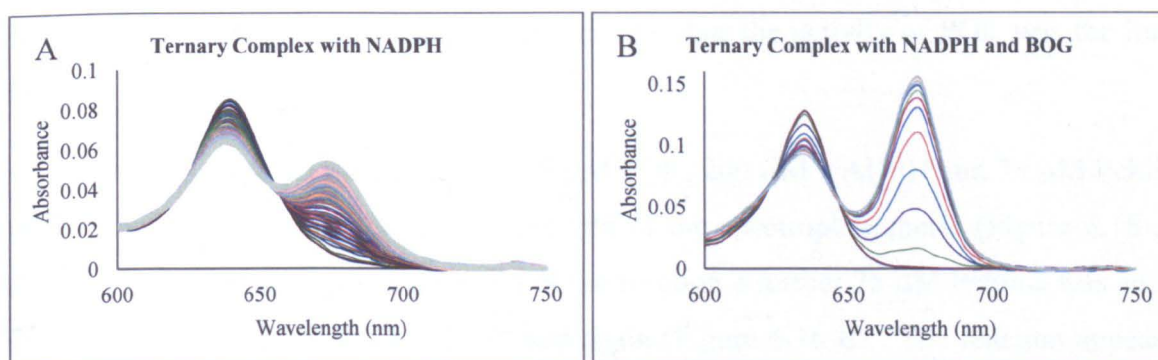 A
Ternary Complex with NADPH
0.1
0.08
0.06
0.04
0.02
0
600
650
700
750
Absorbance
Wavelength (nm)
B
Ternary Complex with NADPH and BOG
0.15
0.1
0.05
0
600
650
700
750
Absorbance
Wavelength (nm)